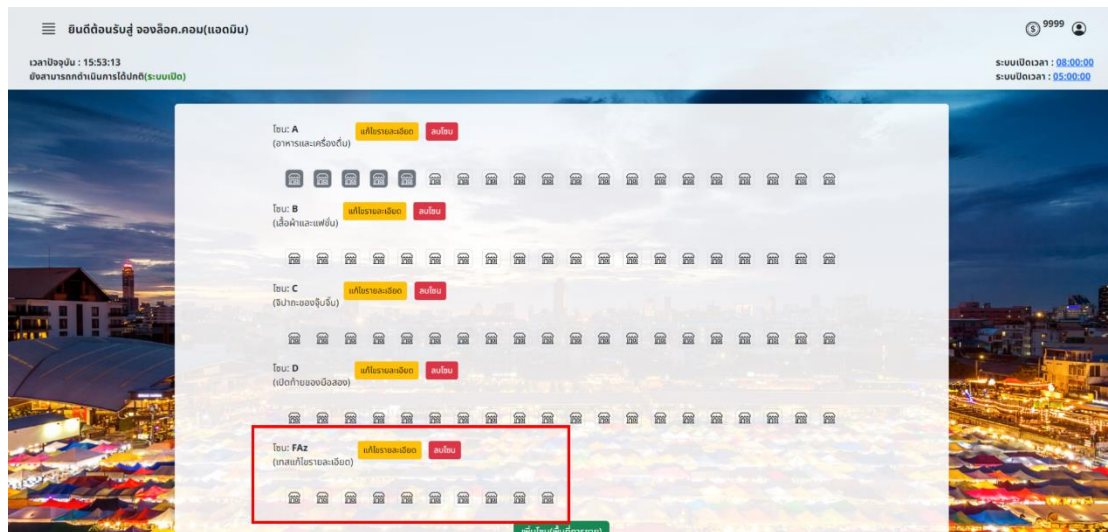 ยินดีต้อนรับสู่ จองล็อค.คอม(แอดมิน)
9999
เวลาปัจจุบัน : 15:53:13
ระบบเปิดเวลา : 08:00:00
ยังสามารถกดำเนินการได้ปกติ(ระบบเปิด)
ระบบปิดเวลา : 05:00:00
โซน: A แก้ไขรายละเอียด ลบโซน
(อาหารและเครื่องดื่ม)
โซน: B แก้ไขรายละเอียด ลบโซน
(เสื้อผ้าและแฟชั่น)
โซน: C แก้ไขรายละเอียด ลบโซน
(จิปาถะของจุ๊บจิ๊บ)
โซน: D แก้ไขรายละเอียด ลบโซน
(เปิดท้ายของมือสอง)
โซน: FAz แก้ไขรายละเอียด ลบโซน
(เทสแก้ไขรายละเอียด)
เพิ่มโซน(พื้นที่การขาย)